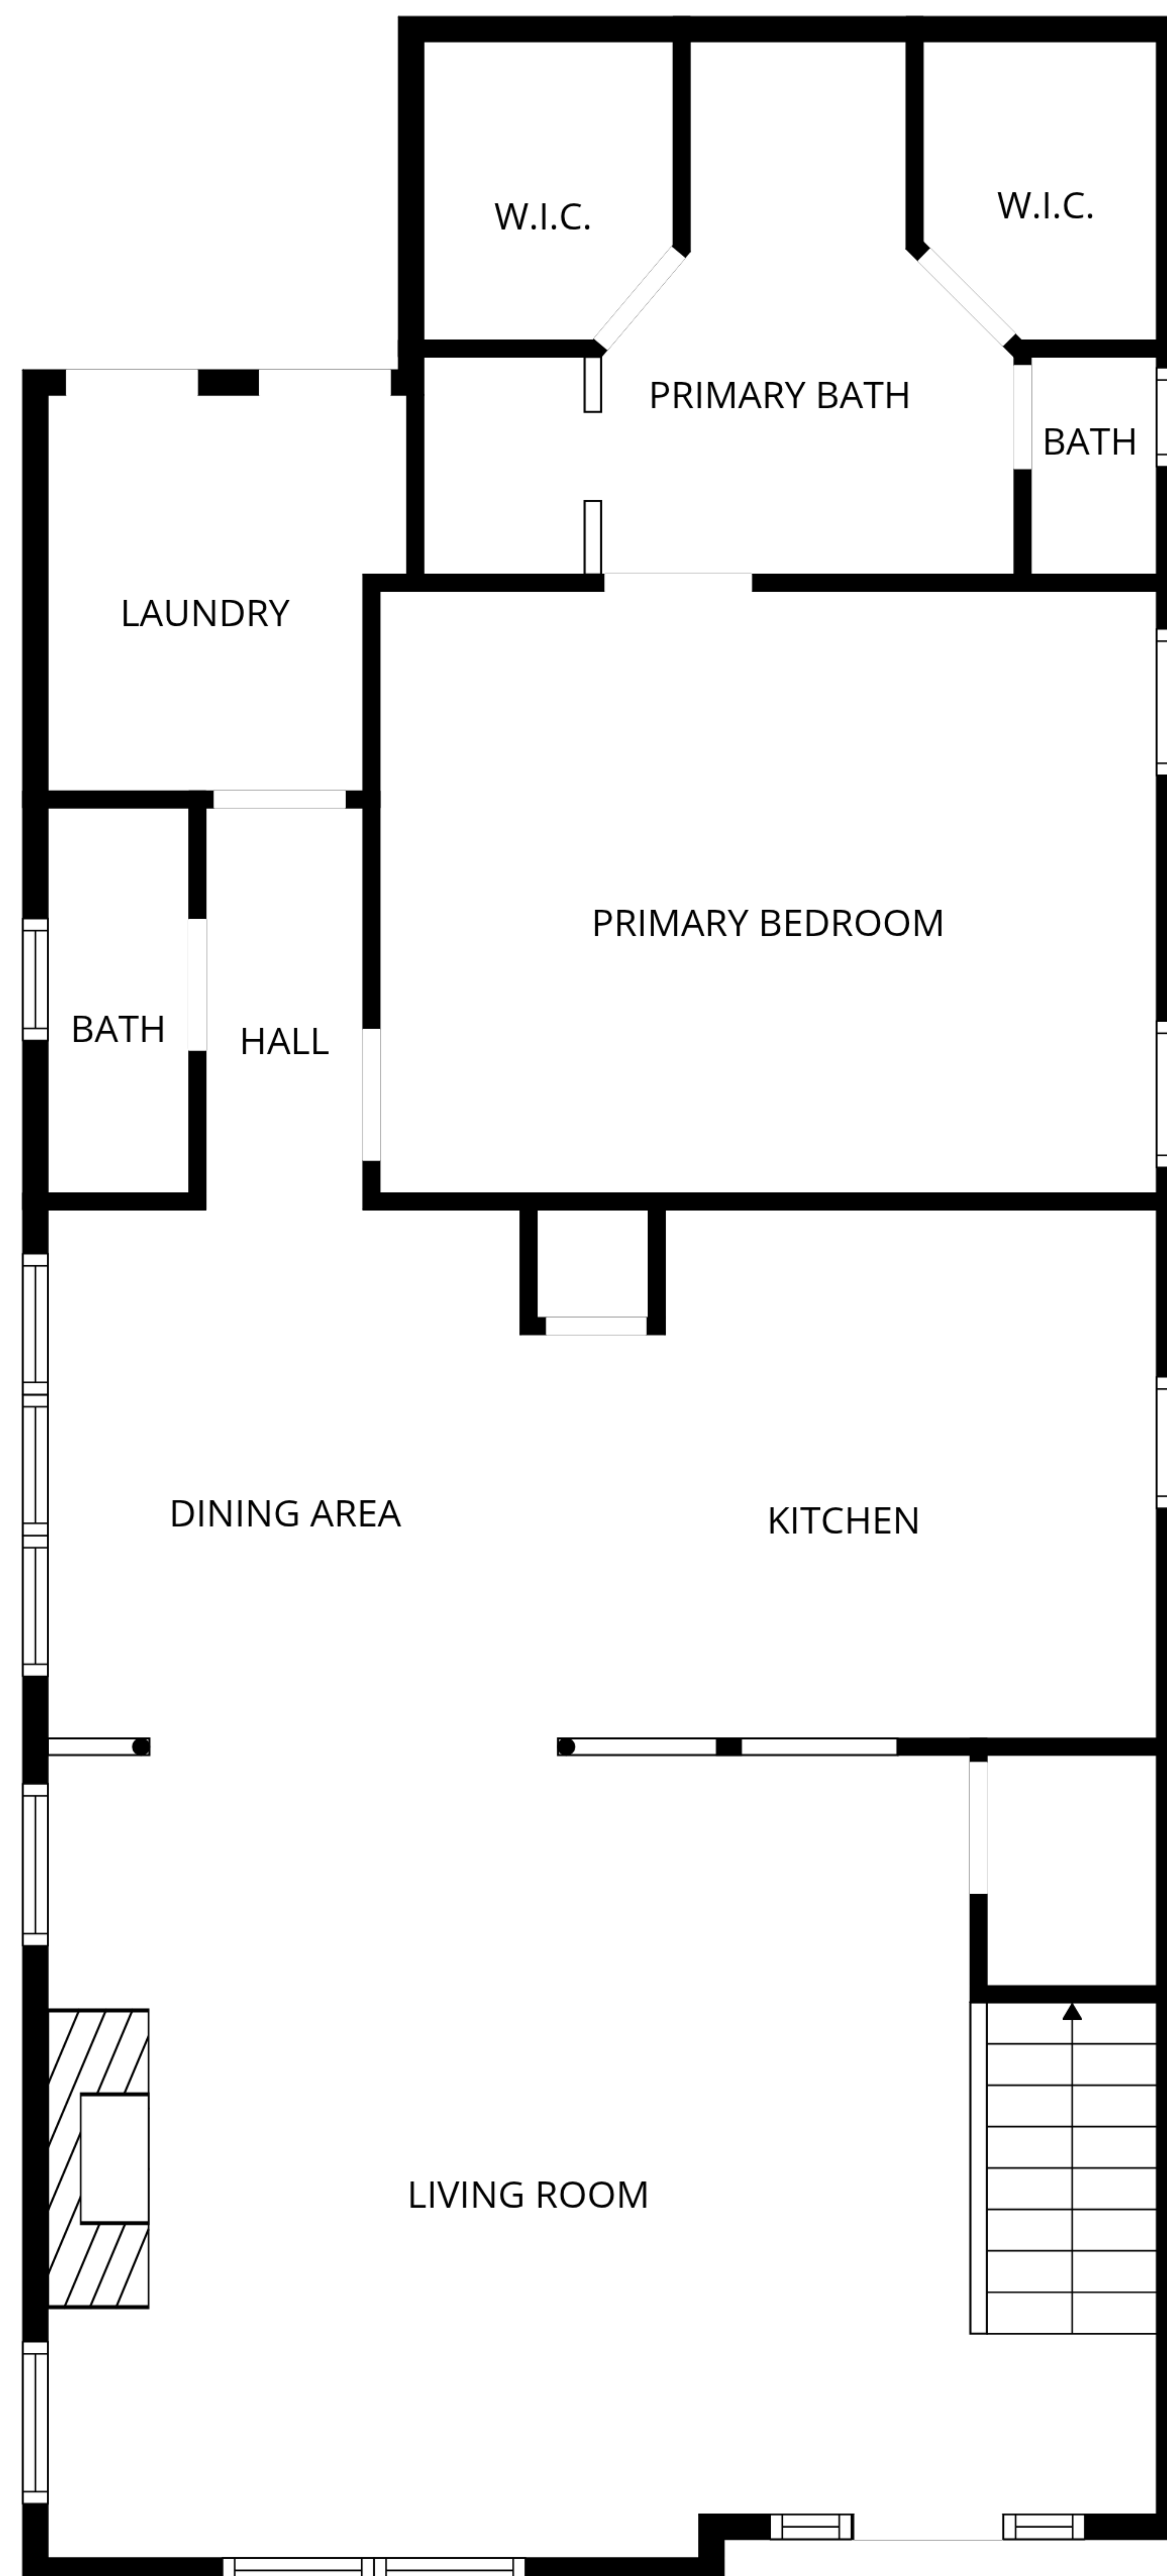 W.I.C.
W.I.C.
PRIMARY BATH
BATH
LAUNDRY
PRIMARY BEDROOM
BATH
HALL
DINING AREA
KITCHEN
LIVING ROOM